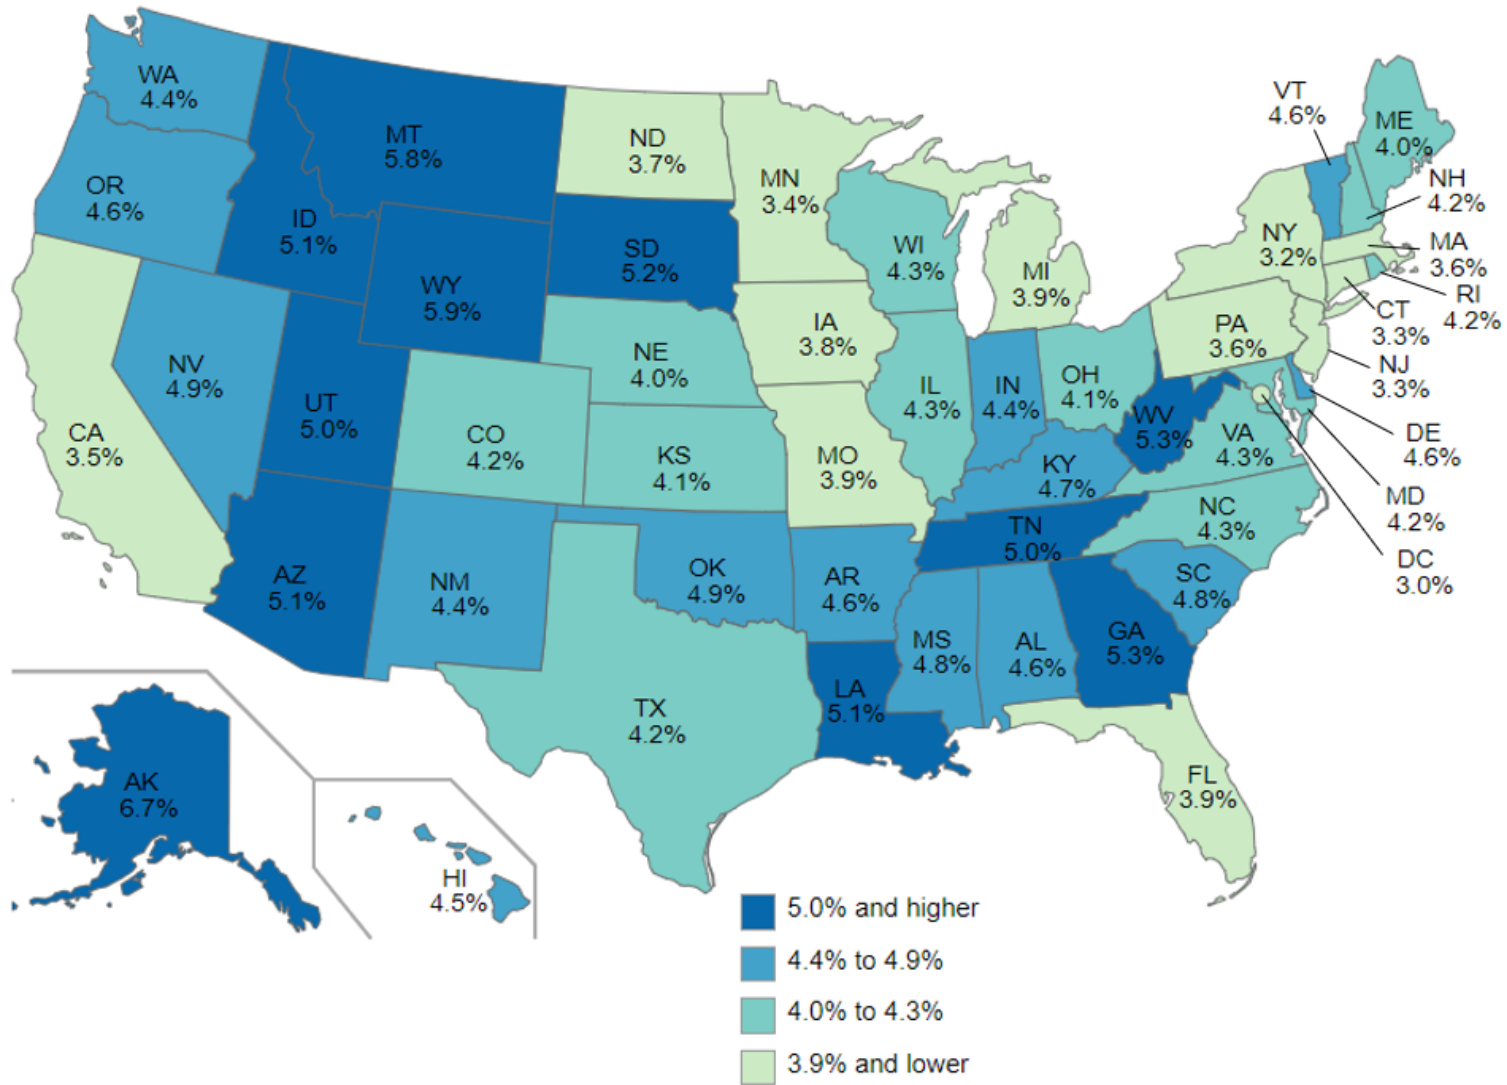 WA
4.4%
MT
5.8%
ND
3.7%
MN
3.4%
VT
4.6%
ME
4.0%
OR
4.6%
ID
5.1%
SD
5.2%
WI
4.3%
MI
3.9%
NY
3.2%
NH
4.2%
MA
3.6%
RI
4.2%
CT
3.3%
WY
5.9%
IA
3.8%
PA
3.6%
NJ
3.3%
NV
4.9%
UT
5.0%
NE
4.0%
IL
4.3%
IN
4.4%
OH
4.1%
WV
5.3%
VA
4.3%
DE
4.6%
MD
4.2%
DC
3.0%
CA
3.5%
CO
4.2%
KS
4.1%
MO
3.9%
KY
4.7%
NC
4.3%
TN
5.0%
AZ
5.1%
NM
4.4%
OK
4.9%
AR
4.6%
SC
4.8%
MS
4.8%
AL
4.6%
GA
5.3%
TX
4.2%
LA
5.1%
FL
3.9%
AK
6.7%
HI
4.5%
5.0% and higher
4.4% to 4.9%
4.0% to 4.3%
3.9% and lower